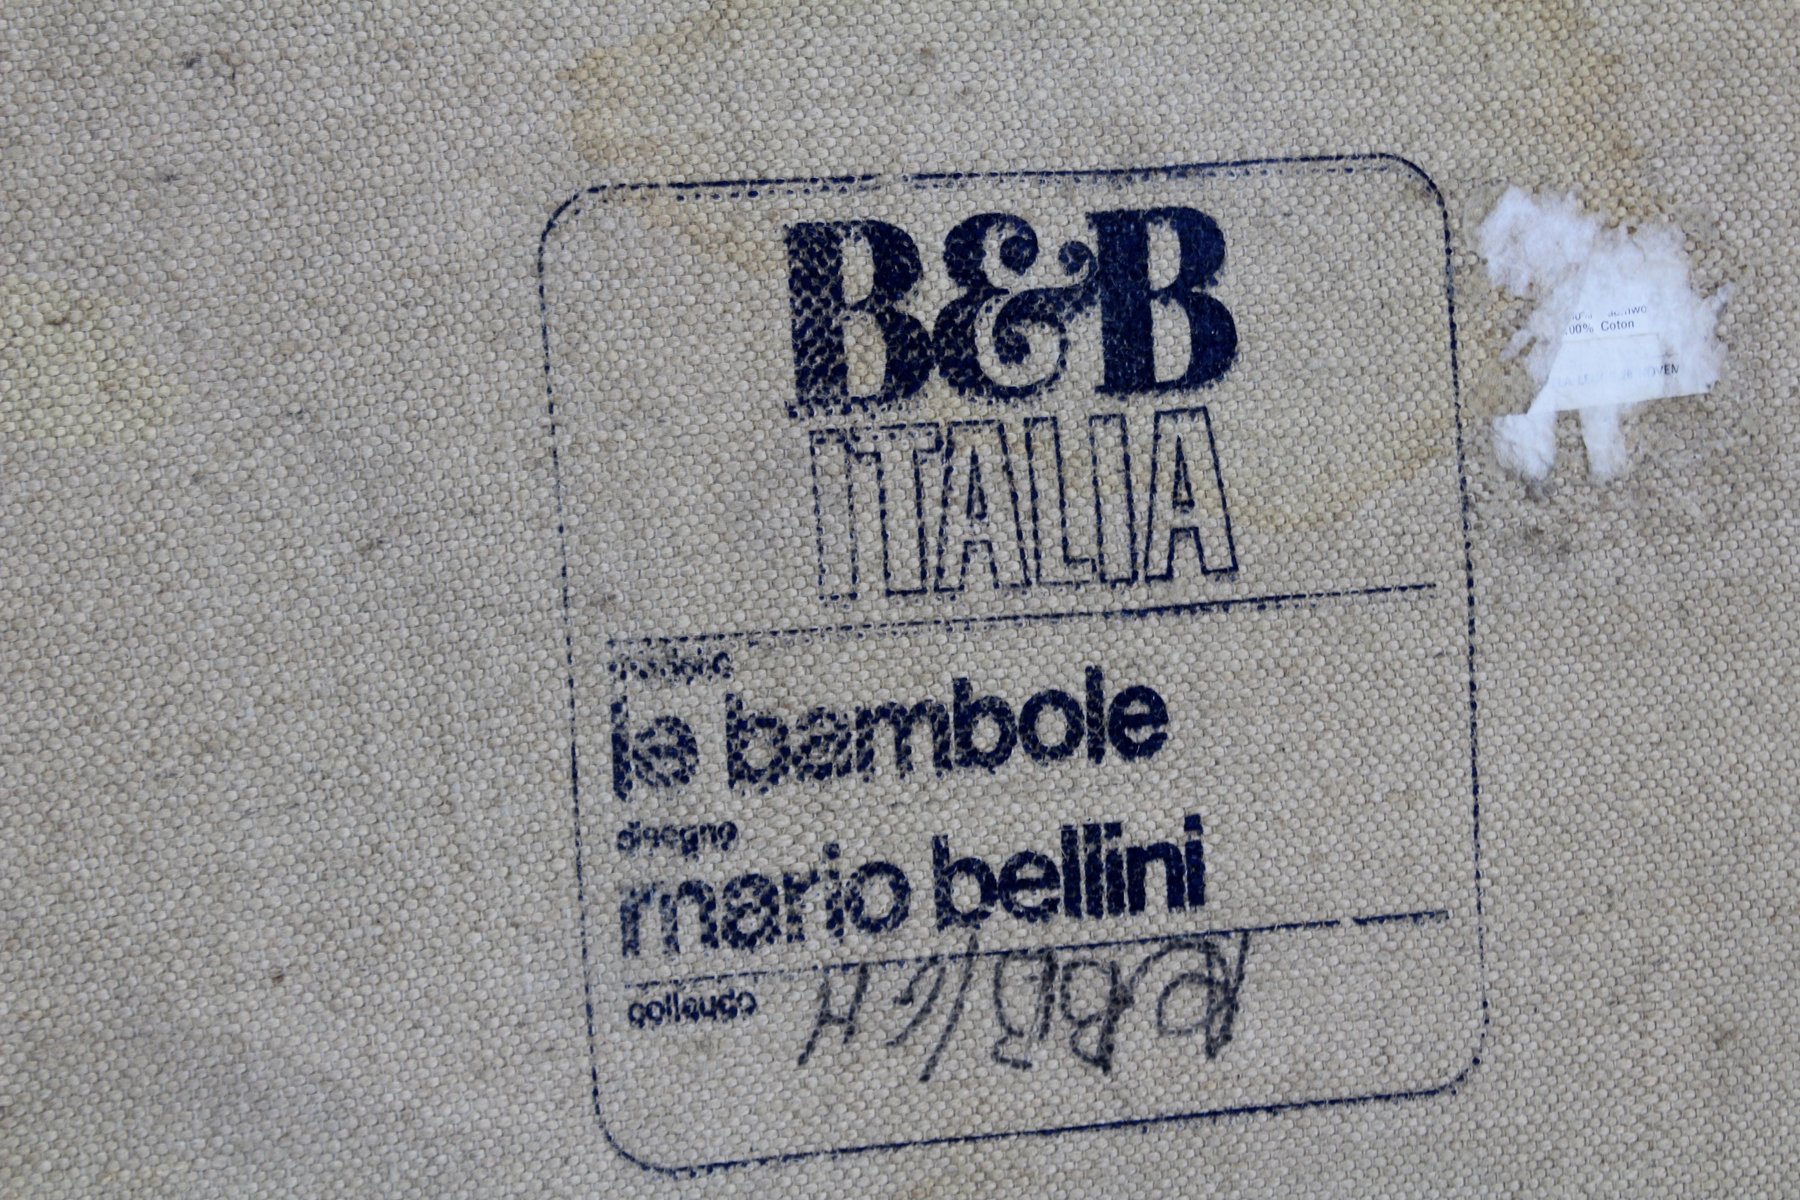 B&B
ITALIA
modello
le bambole
disegno
mario bellini
collaudo
100% Coton